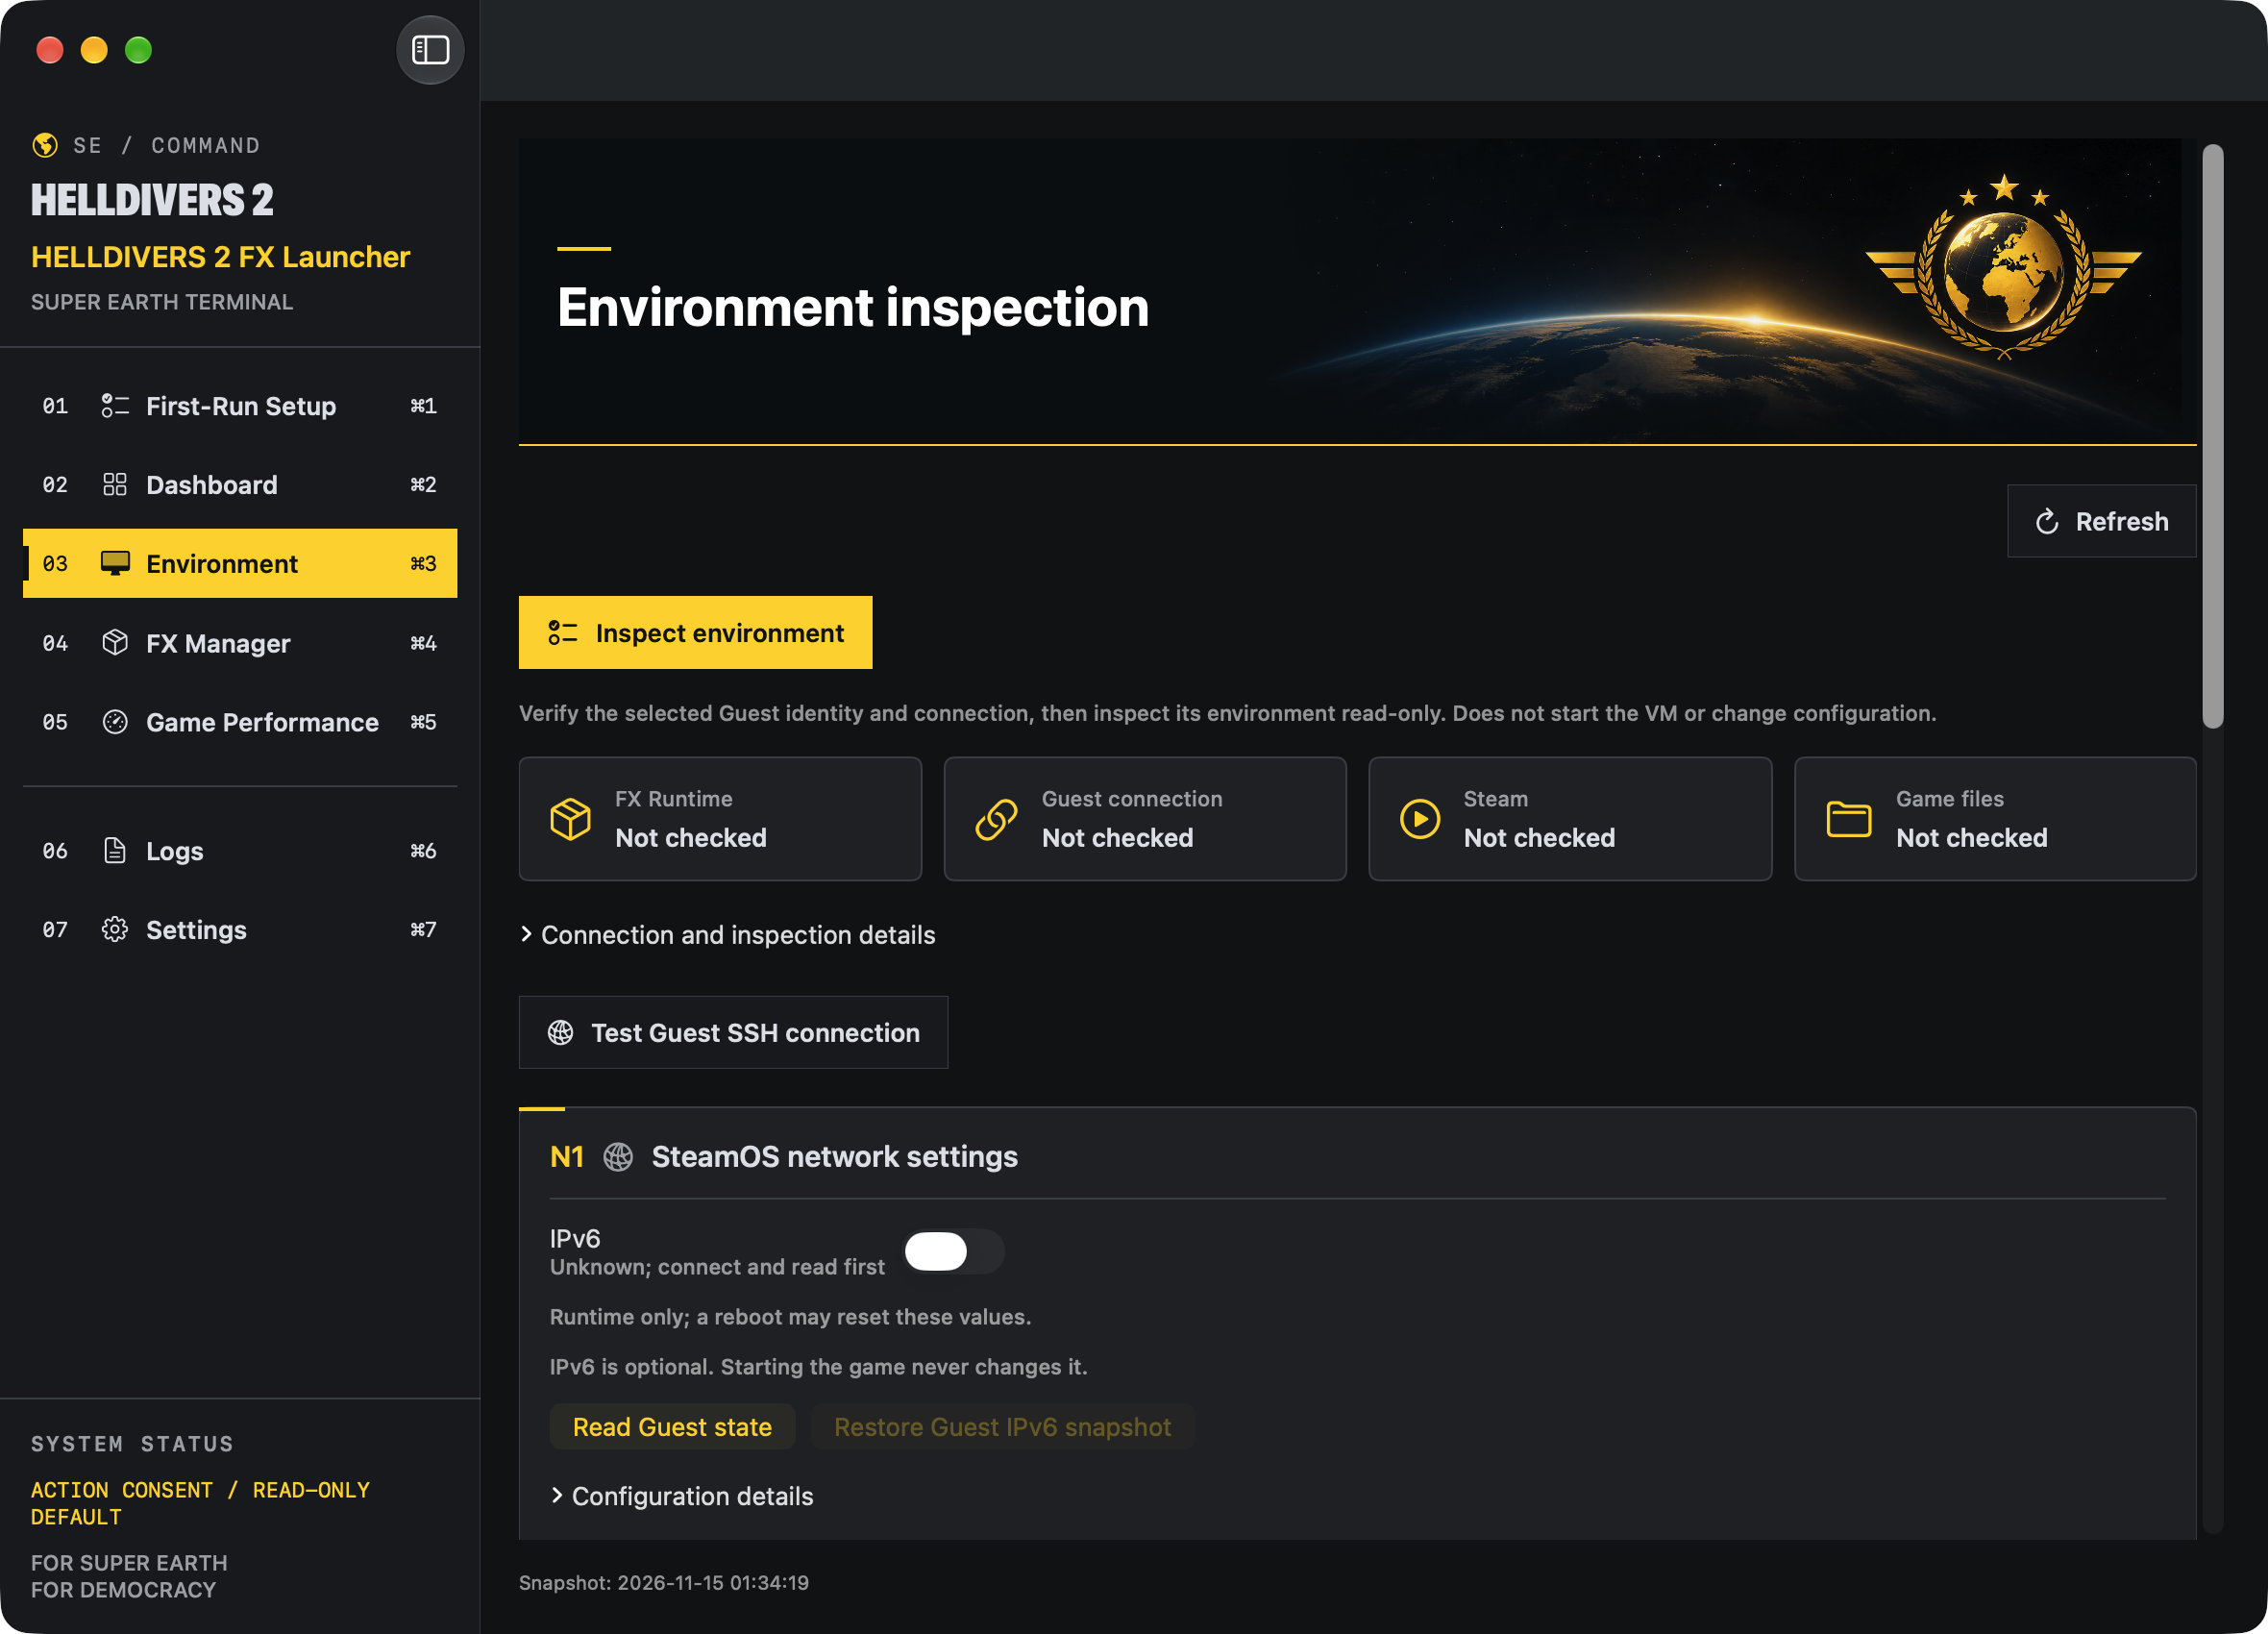 SE / COMMAND
HELLDIVERS 2
HELLDIVERS 2 FX Launcher
SUPER EARTH TERMINAL
01 First-Run Setup ⌘1
02 Dashboard ⌘2
03 Environment ⌘3
04 FX Manager ⌘4
05 Game Performance ⌘5
06 Logs ⌘6
07 Settings ⌘7
SYSTEM STATUS
ACTION CONSENT / READ-ONLY
DEFAULT
FOR SUPER EARTH
FOR DEMOCRACY
Environment inspection
Refresh
Inspect environment
Verify the selected Guest identity and connection, then inspect its environment read-only. Does not start the VM or change configuration.
FX Runtime
Not checked
Guest connection
Not checked
Steam
Not checked
Game files
Not checked
Connection and inspection details
Test Guest SSH connection
N1 SteamOS network settings
IPv6
Unknown; connect and read first
Runtime only; a reboot may reset these values.
IPv6 is optional. Starting the game never changes it.
Read Guest state Restore Guest IPv6 snapshot
Configuration details
Snapshot: 2026-11-15 01:34:19